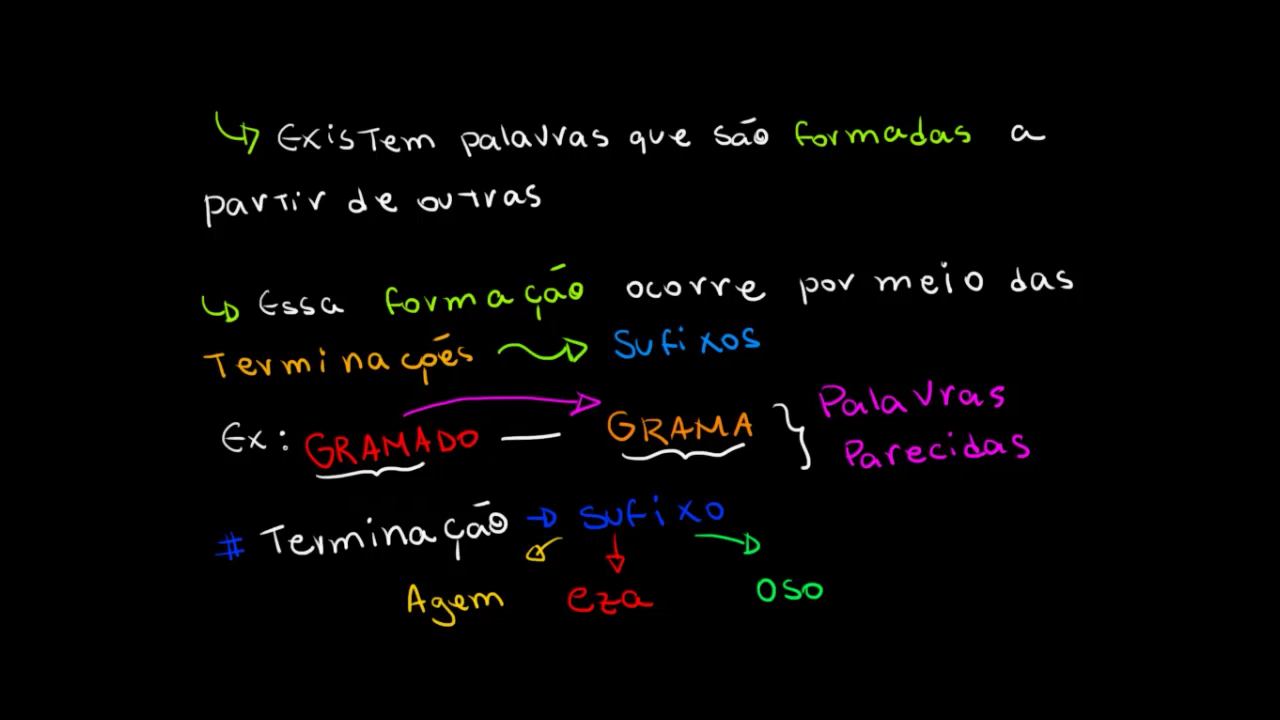 ↳ Existem palavras que são formadas a
partir de outras
↳ Essa formação ocorre por meio das
Terminações → Sufixos
Ex: GRAMADO — GRAMA } Palavras
Parecidas
# Terminação → Sufixo
Agem eza oso